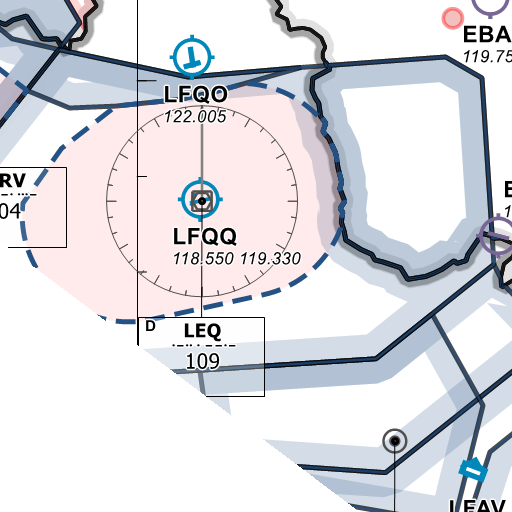 EBA
119.75
LFQO
122.005
RV
04
LFQQ
118.550 119.330
D
LEQ
109
LFAV